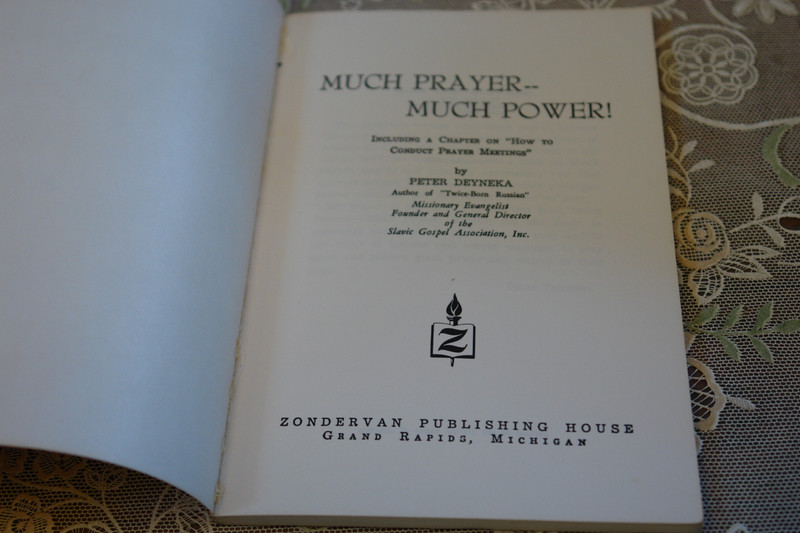 MUCH PRAYER--
MUCH POWER!
INCLUDING A CHAPTER ON "HOW TO
CONDUCT PRAYER MEETINGS"
by
PETER DEYNEKA
Author of "Twice-Born Russian"
Missionary Evangelist
Founder and General Director
of the
Slavic Gospel Association, Inc.
Z
ZONDERVAN PUBLISHING HOUSE
GRAND RAPIDS, MICHIGAN